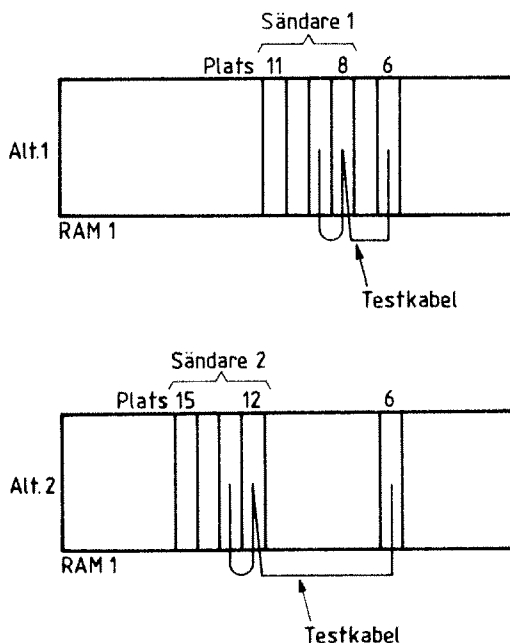 Sändare 1
Plats 11 8 6
Alt.1
RAM 1
Testkabel
Sändare 2
Plats 15 12 6
Alt.2
RAM 1
Testkabel